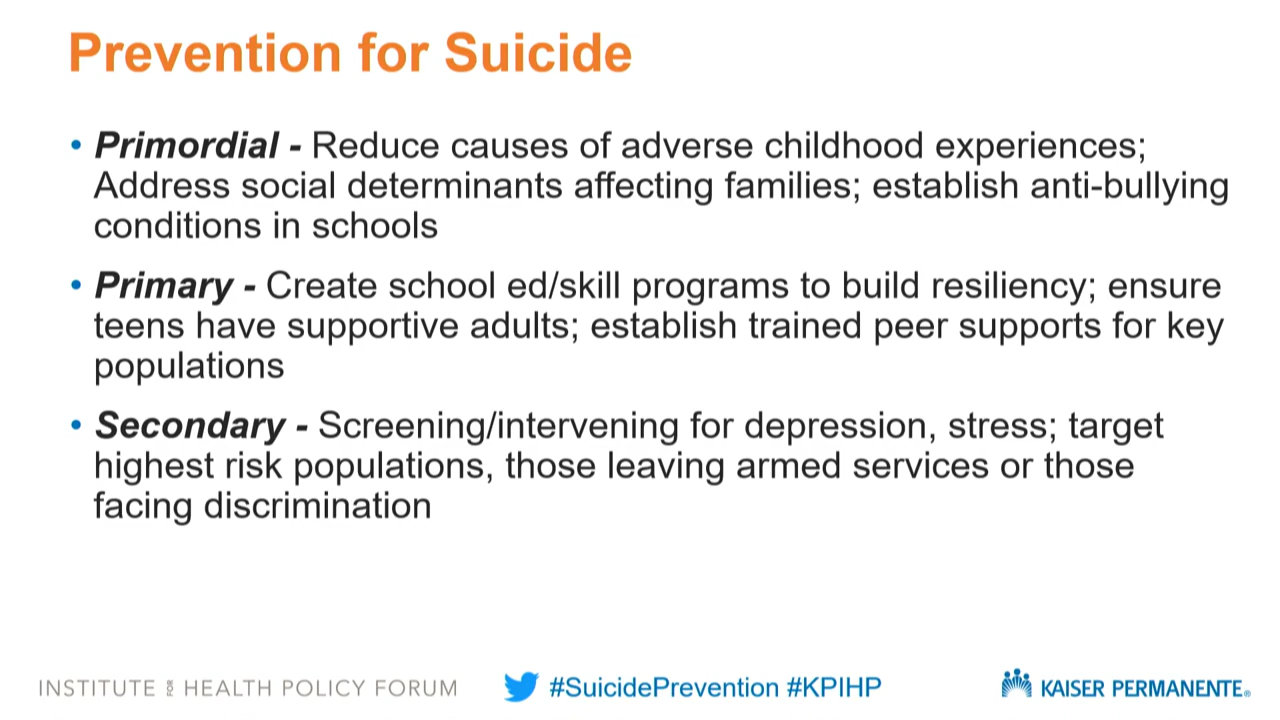 Prevention for Suicide
• Primordial - Reduce causes of adverse childhood experiences;
Address social determinants affecting families; establish anti-bullying
conditions in schools
• Primary - Create school ed/skill programs to build resiliency; ensure
teens have supportive adults; establish trained peer supports for key
populations
• Secondary - Screening/intervening for depression, stress; target
highest risk populations, those leaving armed services or those
facing discrimination
INSTITUTE FOR HEALTH POLICY FORUM
#SuicidePrevention #KPIHP
KAISER PERMANENTE®